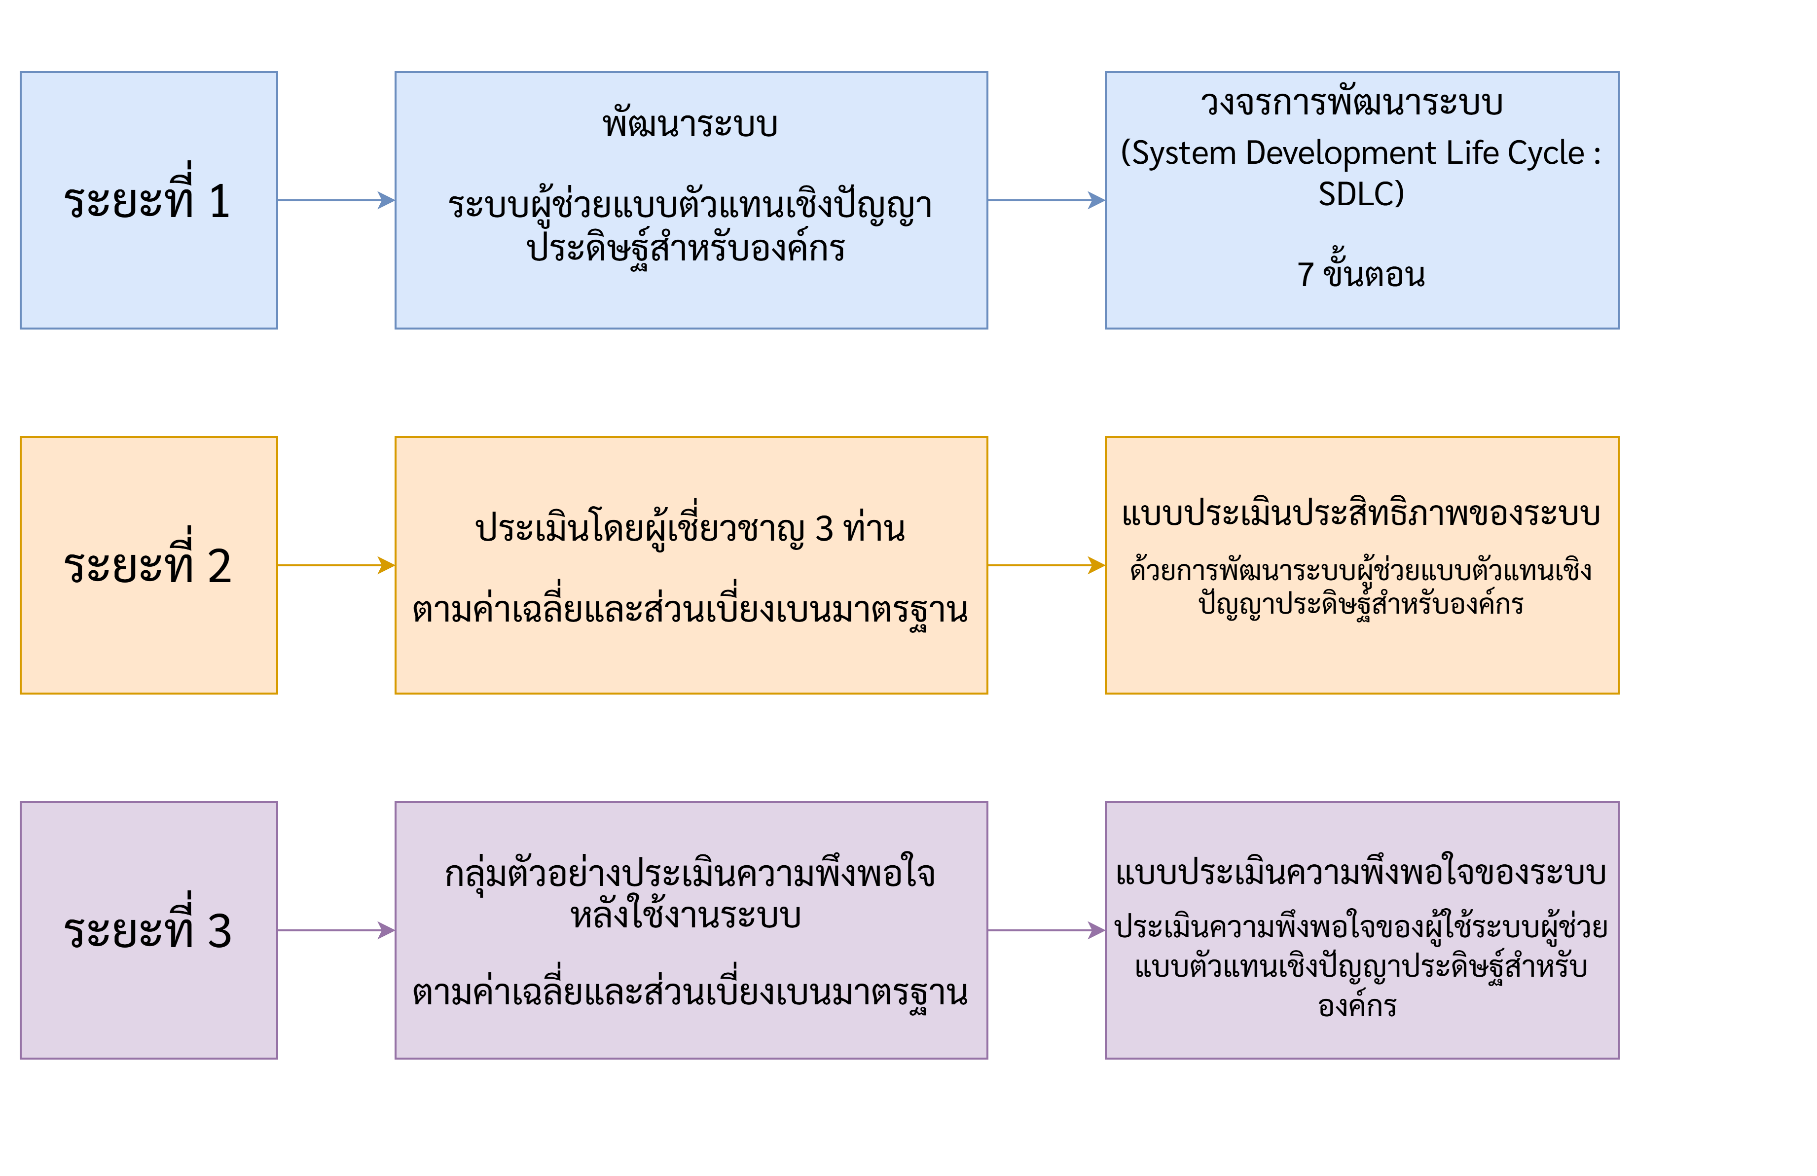 ระยะที่ 1
พัฒนาระบบ
ระบบผู้ช่วยแบบตัวแทนเชิงปัญญา
ประดิษฐ์สำหรับองค์กร
วงจรการพัฒนาระบบ
(System Development Life Cycle :
SDLC)
7 ขั้นตอน
ระยะที่ 2
ประเมินโดยผู้เชี่ยวชาญ 3 ท่าน
ตามค่าเฉลี่ยและส่วนเบี่ยงเบนมาตรฐาน
แบบประเมินประสิทธิภาพของระบบ
ด้วยการพัฒนาระบบผู้ช่วยแบบตัวแทนเชิง
ปัญญาประดิษฐ์สำหรับองค์กร
ระยะที่ 3
กลุ่มตัวอย่างประเมินความพึงพอใจ
หลังใช้งานระบบ
ตามค่าเฉลี่ยและส่วนเบี่ยงเบนมาตรฐาน
แบบประเมินความพึงพอใจของระบบ
ประเมินความพึงพอใจของผู้ใช้ระบบผู้ช่วย
แบบตัวแทนเชิงปัญญาประดิษฐ์สำหรับ
องค์กร